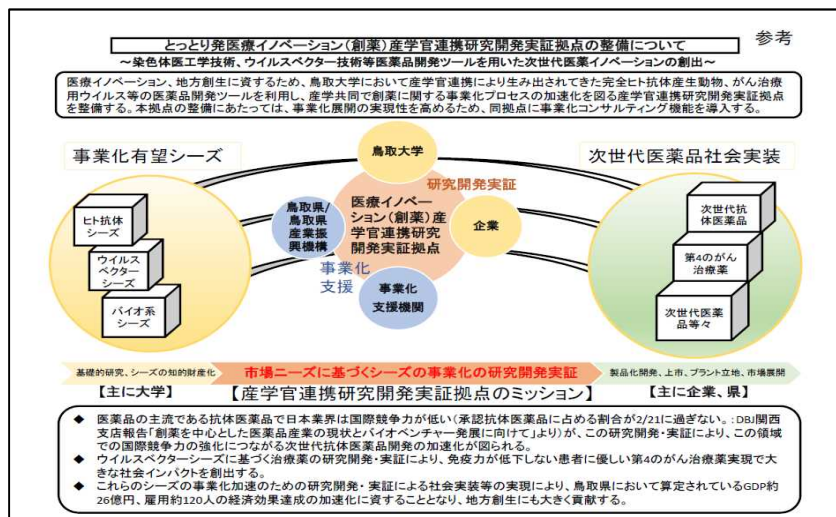 参考
とっとり発医療イノベーション(創薬)産学官連携研究開発実証拠点の整備について
～染色体医工学技術、ウイルスベクター技術等医薬品開発ツールを用いた次世代医薬イノベーションの創出～
医療イノベーション、地方創生に資するため、鳥取大学において産学官連携により生み出されてきた完全ヒト抗体産生動物、がん治療
用ウイルス等の医薬品開発ツールを利用し、産学共同で創薬に関する事業化プロセスの加速化を図る産学官連携研究開発実証拠点
を整備する。本拠点の整備にあたっては、事業化展開の実現性を高めるため、同拠点に事業化コンサルティング機能を導入する。
事業化有望シーズ
ヒト抗体
シーズ
ウイルス
ベクター
シーズ
バイオ系
シーズ
鳥取大学
研究開発実証
鳥取県/
鳥取県
産業振
興機構
医療イノベー
ション(創薬)産
学官連携研究
開発実証拠点
企業
事業化
支援
事業化
支援機関
次世代医薬品社会実装
次世代抗
体医薬品
第4のがん
治療薬
次世代医薬
品等々
基礎的研究、シーズの知的財産化
市場ニーズに基づくシーズの事業化の研究開発実証
製品化開発、上市、プラント立地、市場展開
【主に大学】
【産学官連携研究開発実証拠点のミッション】
【主に企業、県】
◆ 医薬品の主流である抗体医薬品で日本業界は国際競争力が低い(承認抗体医薬品に占める割合が2/21に過ぎない。:DBJ関西
支店報告「創薬を中心とした医薬品産業の現状とバイオベンチャー発展に向けて」より)が、この研究開発・実証により、この領域
での国際競争力の強化につながる次世代抗体医薬品開発の加速化が図られる。
◆ ウイルスベクターシーズに基づく治療薬の研究開発・実証により、免疫力が低下しない患者に優しい第4のがん治療薬実現で大
きな社会インパクトを創出する。
◆ これらのシーズの事業化加速のための研究開発・実証による社会実装等の実現により、鳥取県において算定されているGDP約
26億円、雇用約120人の経済効果達成の加速化に資することとなり、地方創生にも大きく貢献する。